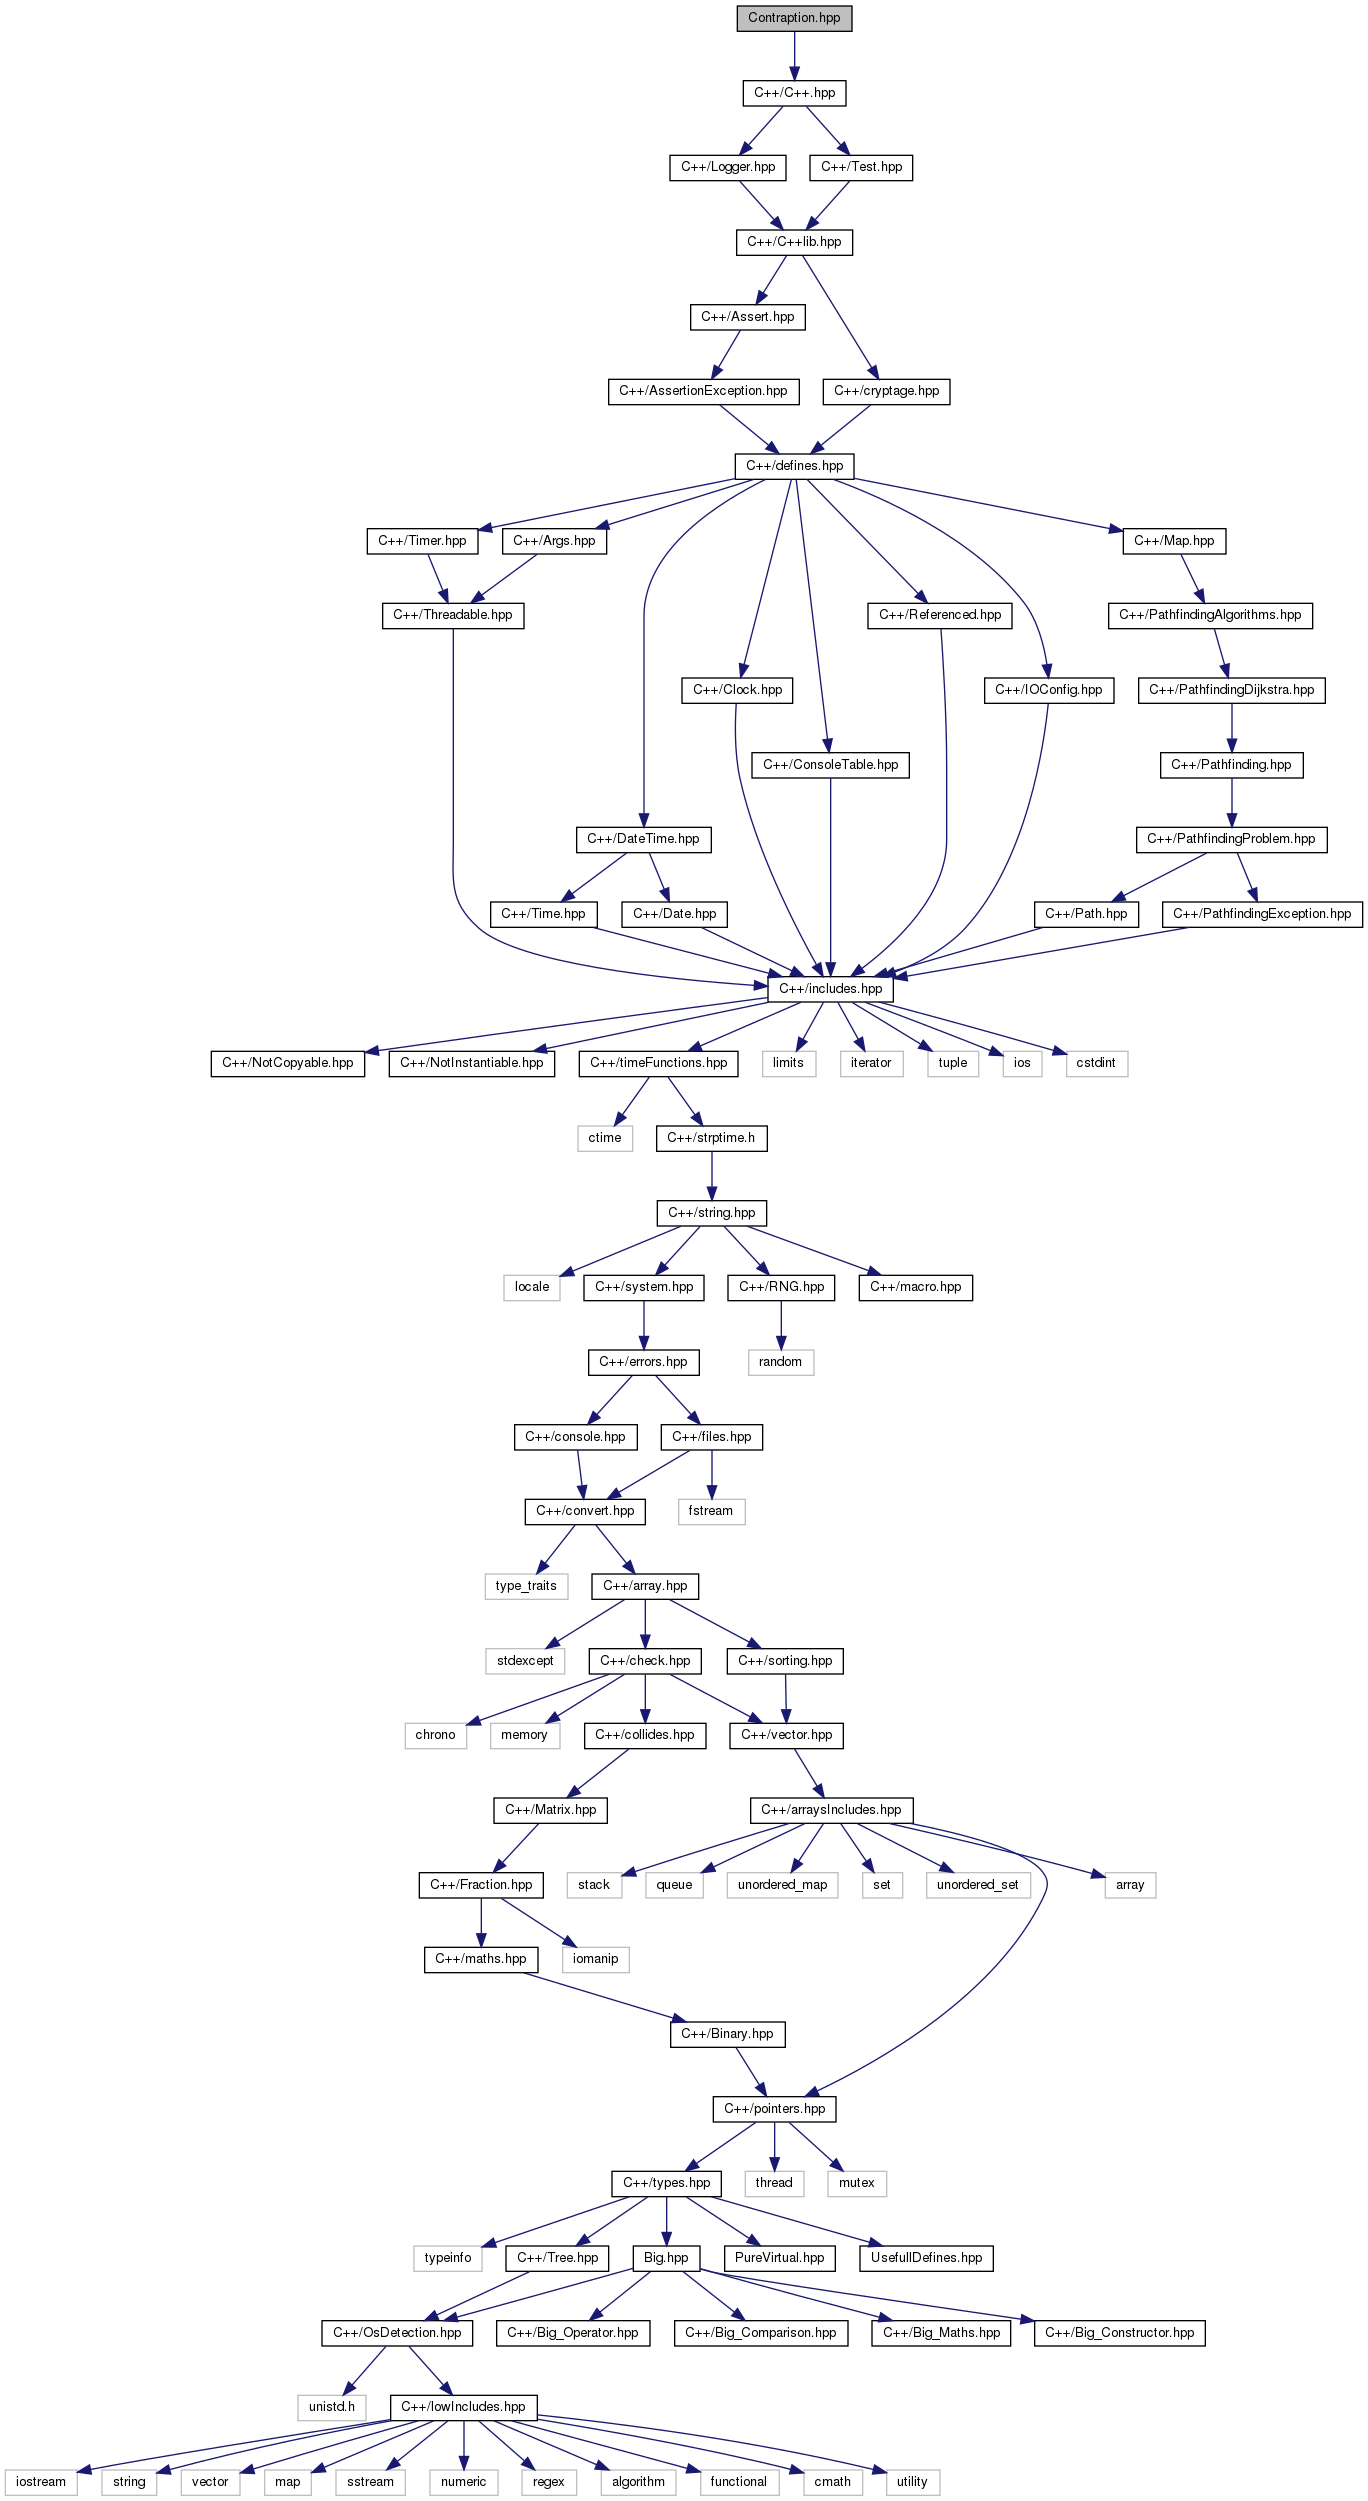 Contraption.hpp
C++/C++.hpp
C++/Logger.hpp
C++/Test.hpp
C++/C++lib.hpp
C++/Assert.hpp
C++/AssertionException.hpp
C++/cryptage.hpp
C++/defines.hpp
C++/Timer.hpp
C++/Args.hpp
C++/Map.hpp
C++/Threadable.hpp
C++/Referenced.hpp
C++/PathfindingAlgorithms.hpp
C++/Clock.hpp
C++/IOConfig.hpp
C++/PathfindingDijkstra.hpp
C++/ConsoleTable.hpp
C++/Pathfinding.hpp
C++/DateTime.hpp
C++/PathfindingProblem.hpp
C++/Time.hpp
C++/Date.hpp
C++/Path.hpp
C++/PathfindingException.hpp
C++/includes.hpp
C++/NotCopyable.hpp
C++/NotInstantiable.hpp
C++/timeFunctions.hpp
limits
iterator
tuple
ios
cstdint
ctime
C++/strptime.h
C++/string.hpp
locale
C++/system.hpp
C++/RNG.hpp
C++/macro.hpp
C++/errors.hpp
random
C++/console.hpp
C++/files.hpp
C++/convert.hpp
fstream
type_traits
C++/array.hpp
stdexcept
C++/check.hpp
C++/sorting.hpp
chrono
memory
C++/collides.hpp
C++/vector.hpp
C++/Matrix.hpp
C++/arraysIncludes.hpp
C++/Fraction.hpp
stack
queue
unordered_map
set
unordered_set
array
C++/maths.hpp
iomanip
C++/Binary.hpp
C++/pointers.hpp
C++/types.hpp
thread
mutex
typeinfo
C++/Tree.hpp
Big.hpp
PureVirtual.hpp
UsefullDefines.hpp
C++/OsDetection.hpp
C++/Big_Operator.hpp
C++/Big_Comparison.hpp
C++/Big_Maths.hpp
C++/Big_Constructor.hpp
unistd.h
C++/lowIncludes.hpp
iostream
string
vector
map
sstream
numeric
regex
algorithm
functional
cmath
utility